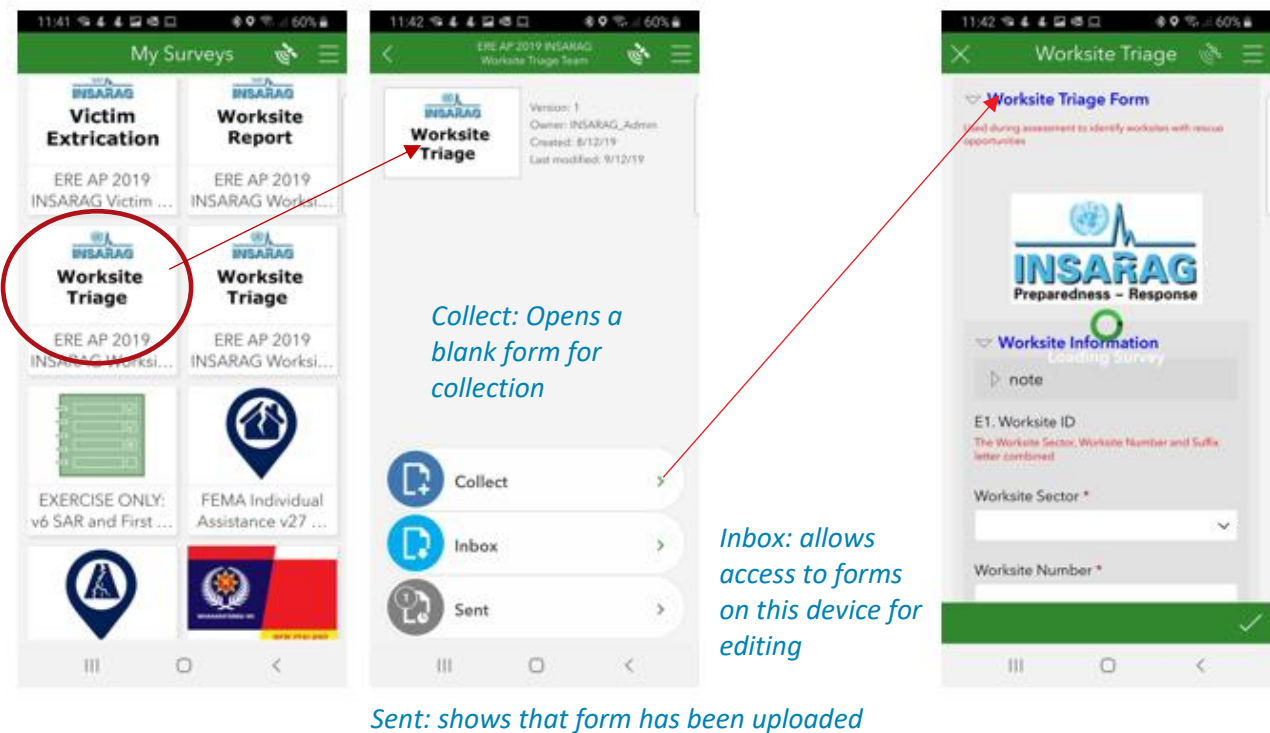 11:41
60%
My Surveys
INSARAG
Victim
Extrication
ERE AP 2019
INSARAG Victim ...
INSARAG
Worksite
Report
ERE AP 2019
INSARAG Worksi...
INSARAG
Worksite
Triage
ERE AP 2019
INSARAG Worksi...
INSARAG
Worksite
Triage
ERE AP 2019
INSARAG Worksi...
EXERCISE ONLY:
v6 SAR and First ...
FEMA Individual
Assistance v27 ...
11:42
60%
ERE AP 2019 INSARAG
Worksite Triage Team
INSARAG
Worksite
Triage
Version: 1
Owner: INSARAG_Admin
Created: 8/12/19
Last modified: 9/12/19
Collect: Opens a
blank form for
collection
Collect
Inbox
1
Sent
Inbox: allows
access to forms
on this device for
editing
Sent: shows that form has been uploaded
11:42
60%
Worksite Triage
Worksite Triage Form
Used during assessment to identify worksites with rescue
opportunities
INSARAG
Preparedness – Response
Worksite Information
Loading Survey
note
E1. Worksite ID
The Worksite Sector, Worksite Number and Suffix
letter combined
Worksite Sector *
Worksite Number *